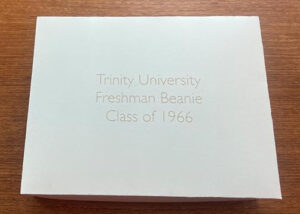 Trinity University
Freshman Beanie
Class of 1966